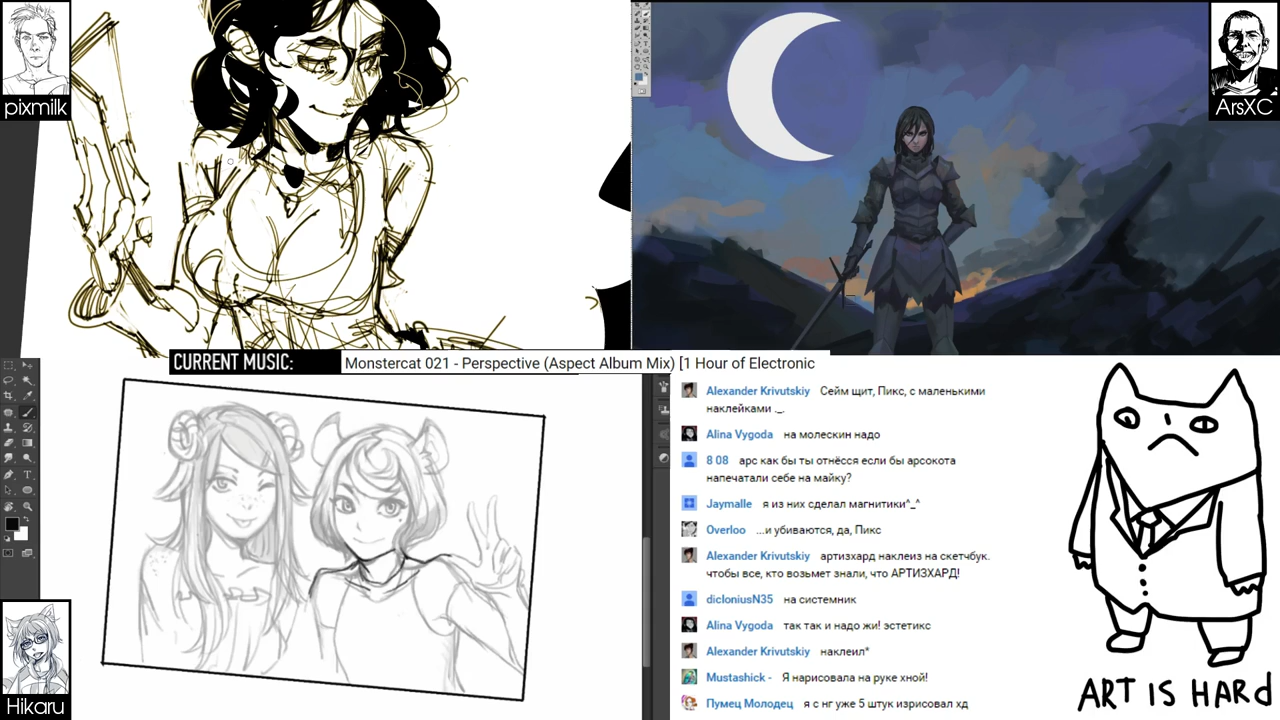 pixmilk
ArsXC
CURRENT MUSIC:
Monstercat 021 - Perspective (Aspect Album Mix) [1 Hour of Electronic
Alexander Krivutskiy Сейм щит, Пикс, с маленькими
наклейками ._.
Alina Vygoda на молескин надо
8 08 арс как бы ты отнёсся если бы арсокота
напечатали себе на майку?
Jaymalle я из них сделал магнитики^_^
Overloo ...и убиваются, да, Пикс
Alexander Krivutskiy артизхард наклеиз на скетчбук.
чтобы все, кто возьмет знали, что АРТИЗХАРД!
dicloniusN35 на системник
Alina Vygoda так так и надо жи! эстетикс
Alexander Krivutskiy наклеил*
Mustashick - Я нарисовала на руке хной!
Пумец Молодец я с нг уже 5 штук изрисовал хд
Hikaru
ART IS HARd